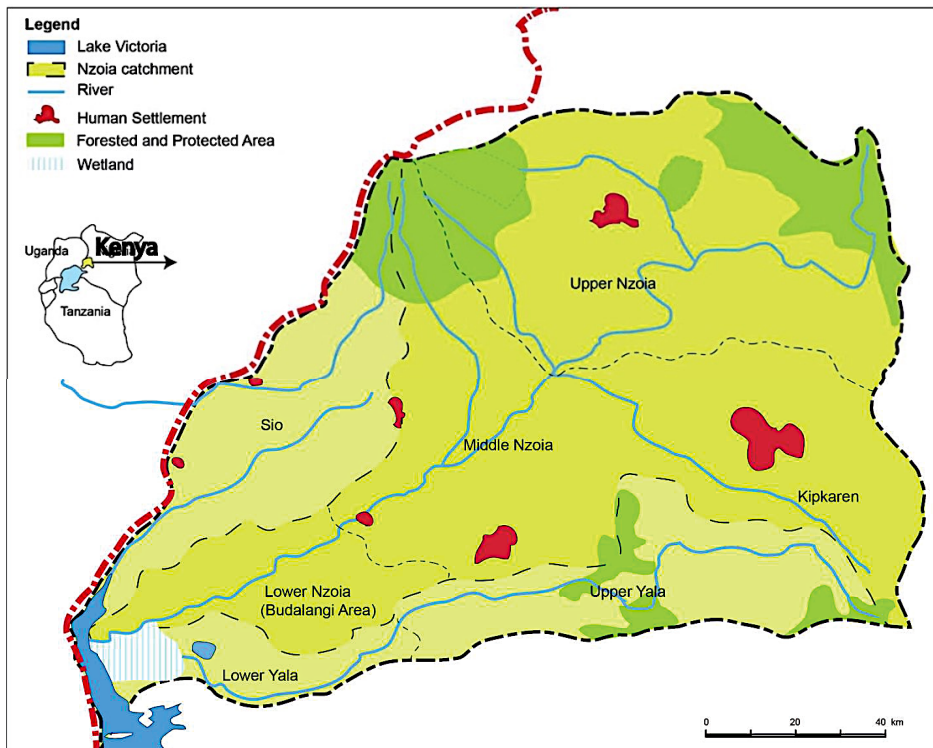 Legend
Lake Victoria
Nzoia catchment
River
Human Settlement
Forested and Protected Area
Wetland
Uganda
Kenya
Tanzania
Upper Nzoia
Sio
Middle Nzoia
Kipkaren
Lower Nzoia
(Budalangi Area)
Upper Yala
Lower Yala
0 20 40 km